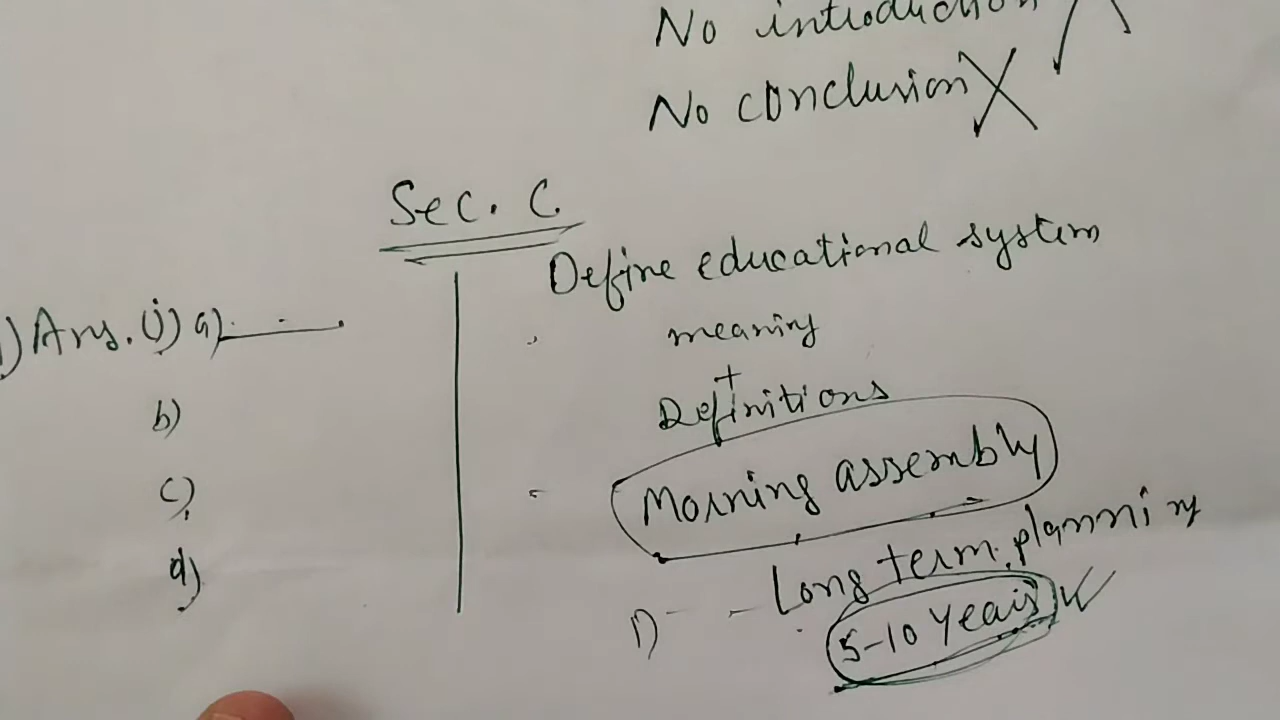 No introduction
No conclusion X
Sec. C.
1) Ans. (i) a)
b)
c)
d)
Define educational system
meaning
+
Definitions
Morning assembly
1) - Long term planning
5-10 Years